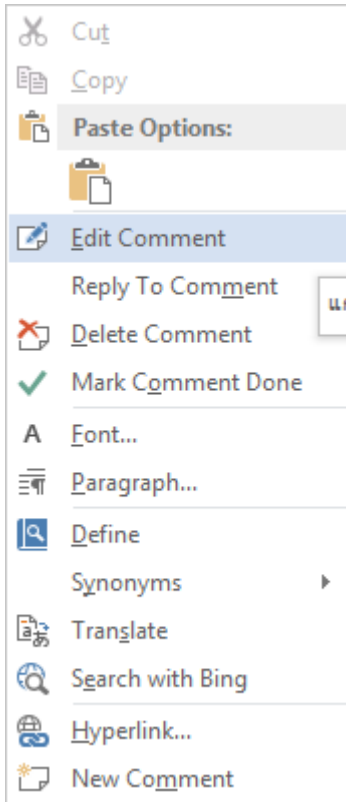 Cut
Copy
Paste Options:
Edit Comment
Reply To Comment
Delete Comment
Mark Comment Done
A Font...
Paragraph...
Define
Synonyms
Translate
Search with Bing
Hyperlink...
New Comment